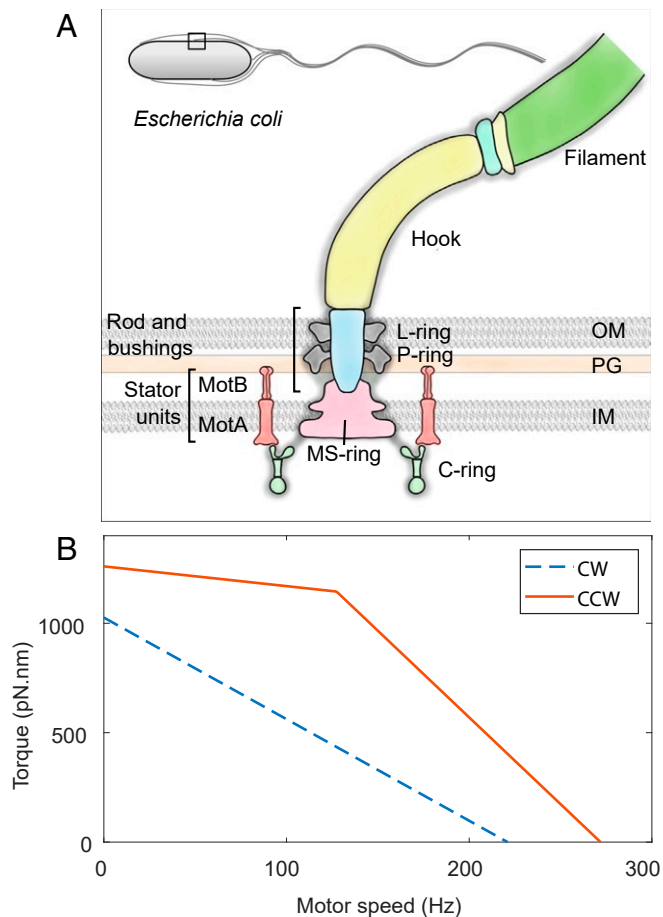 A
Escherichia coli
Filament
Hook
Rod and
bushings
L-ring
OM
P-ring
PG
Stator
units
MotB
MotA
IM
MS-ring
C-ring
B
CW
CCW
Torque (pN.nm)
1000
500
0
0
100
200
300
Motor speed (Hz)